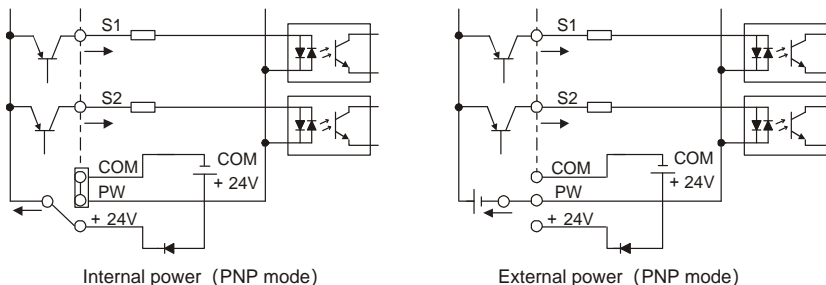 S1
S2
COM
COM
+ 24V
PW
+ 24V
Internal power (PNP mode)
S1
S2
COM
COM
+ 24V
PW
+ 24V
External power (PNP mode)